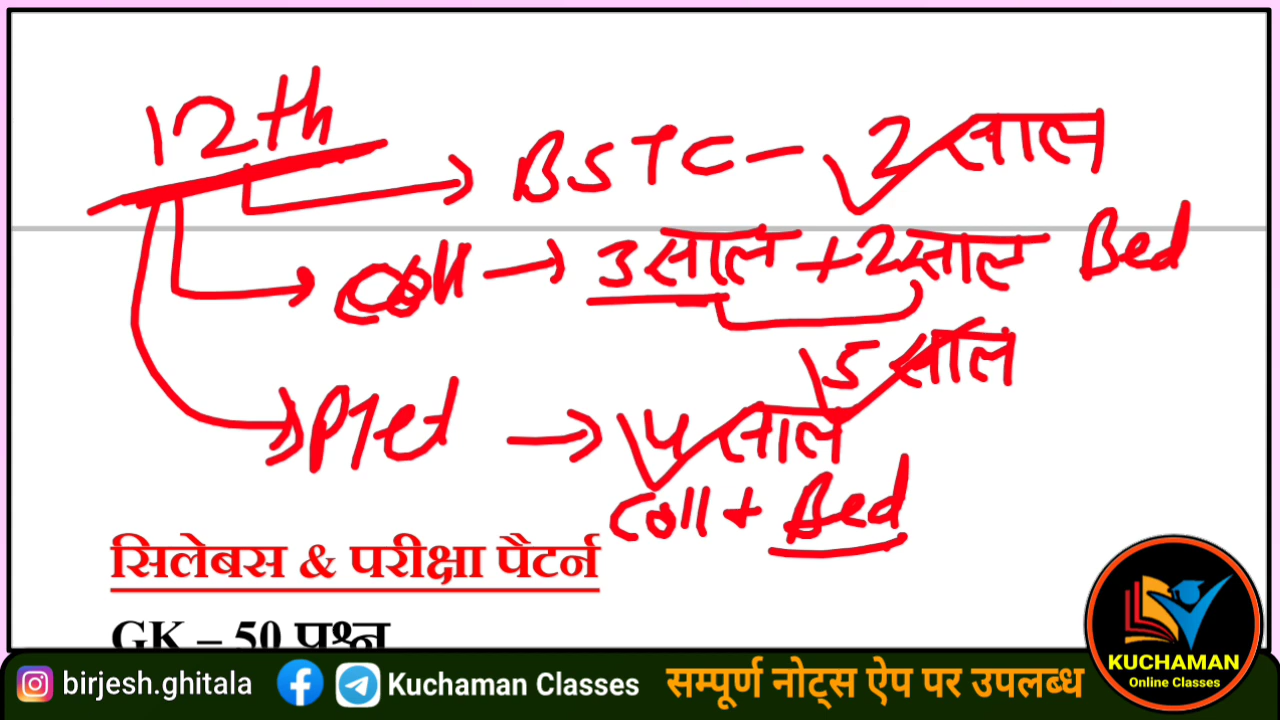 12th
BSTC - 2 साल
Coll → 3 साल + 2 साल Bed
5 साल
Ptet → 4 साल
Coll + Bed
सिलेबस & परीक्षा पैटर्न
GK – 50 प्रश्न
KUCHAMAN
Online Classes
birjesh.ghitala
Kuchaman Classes
सम्पूर्ण नोट्स ऐप पर उपलब्ध